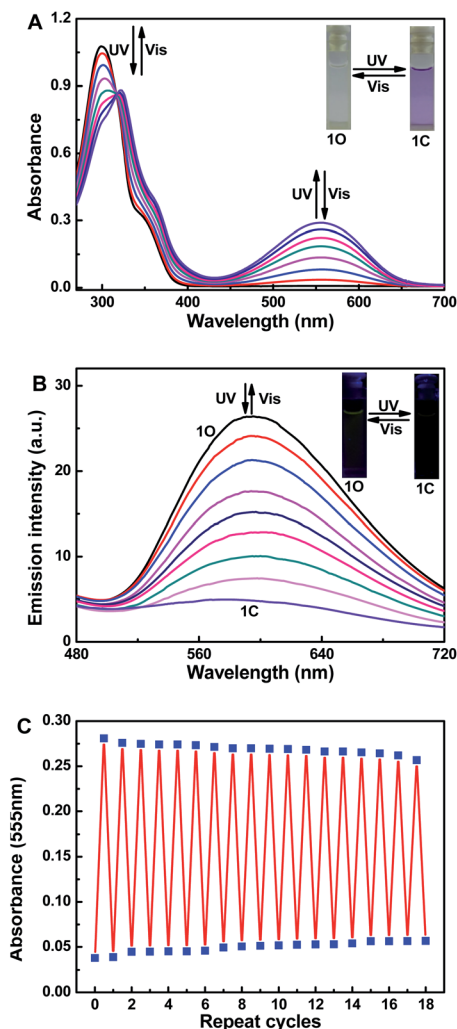 A
UV Vis
UV
Vis
1O 1C
UV Vis
1.2
0.9
0.6
0.3
0.0
Absorbance
300 400 500 600 700
Wavelength (nm)
B
UV Vis
UV
Vis
1O 1C
1O
1C
30
20
10
0
Emission intensity (a.u.)
480 560 640 720
Wavelength (nm)
C
0.30
0.25
0.20
0.15
0.10
0.05
0.00
Absorbance (555nm)
0 2 4 6 8 10 12 14 16 18
Repeat cycles